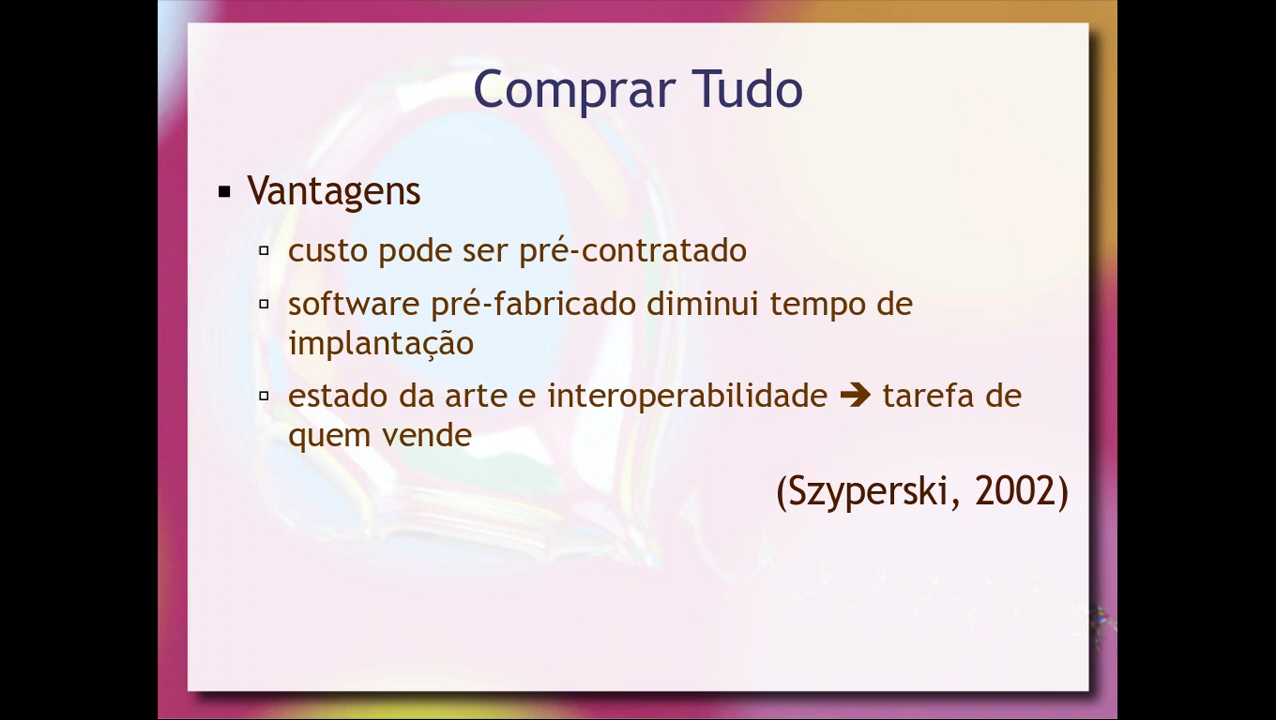 Comprar Tudo
Vantagens
custo pode ser pré-contratado
software pré-fabricado diminui tempo de
implantação
estado da arte e interoperabilidade ➔ tarefa de
quem vende
(Szyperski, 2002)